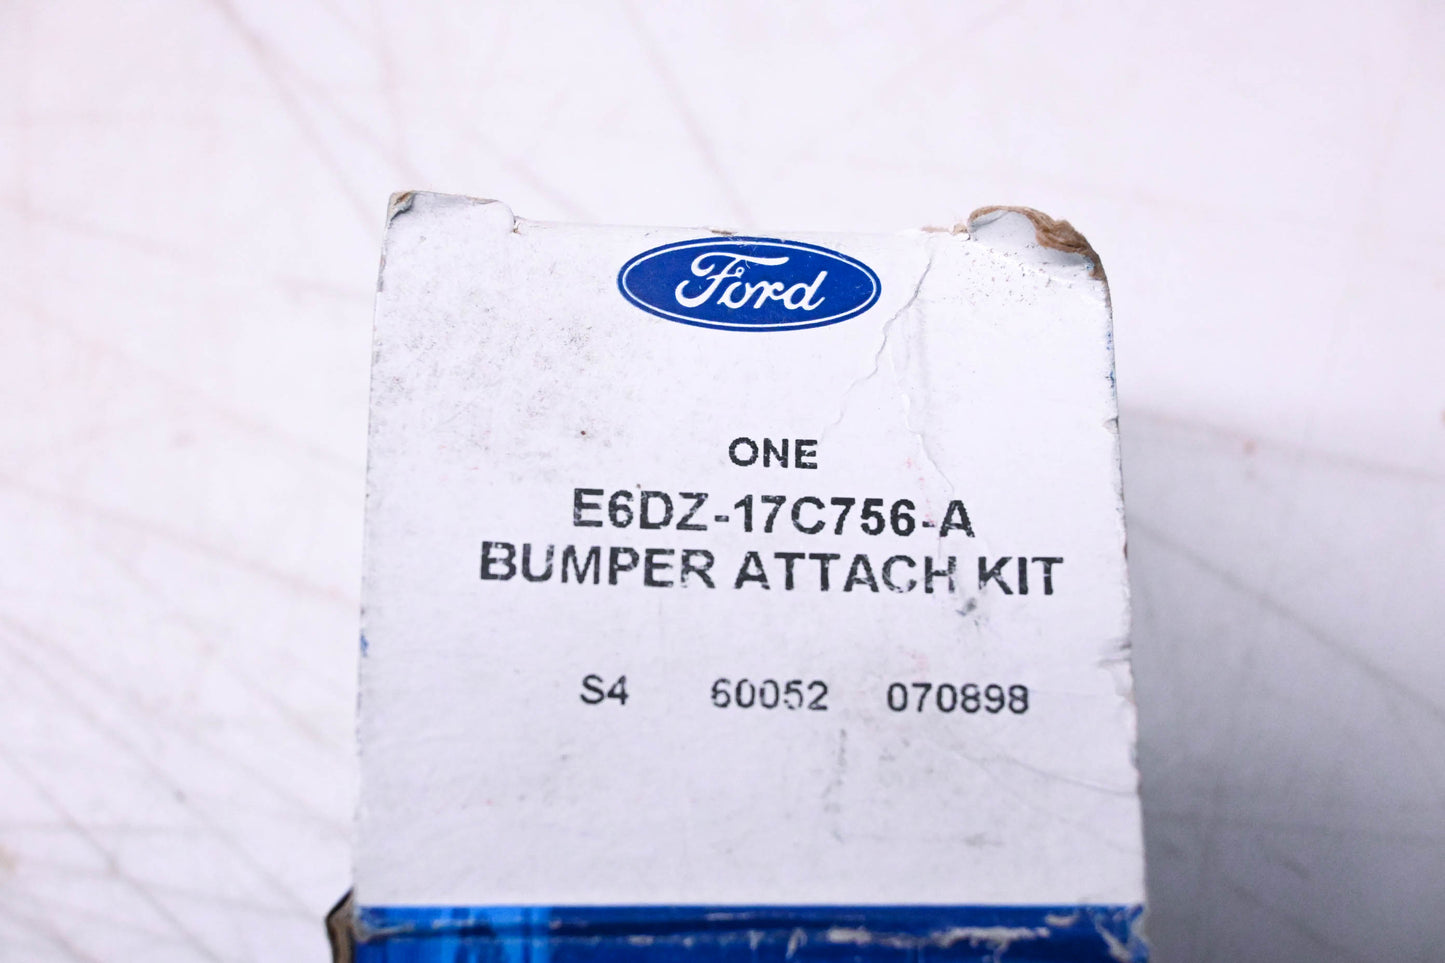 Ford
ONE
E6DZ-17C756-A
BUMPER ATTACH KIT
S4 60052 070898